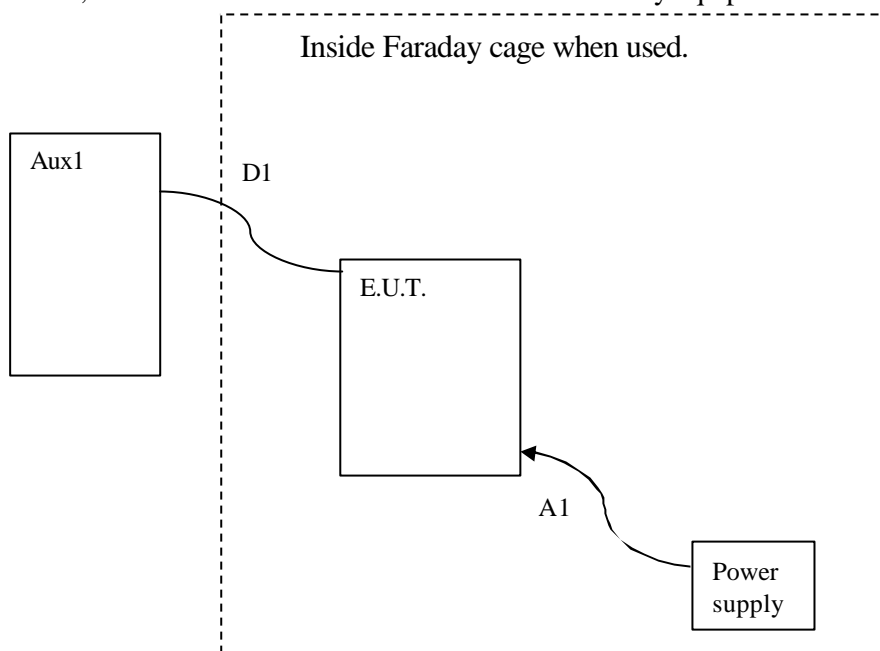 Inside Faraday cage when used.
Aux1
D1
E.U.T.
A1
Power
supply